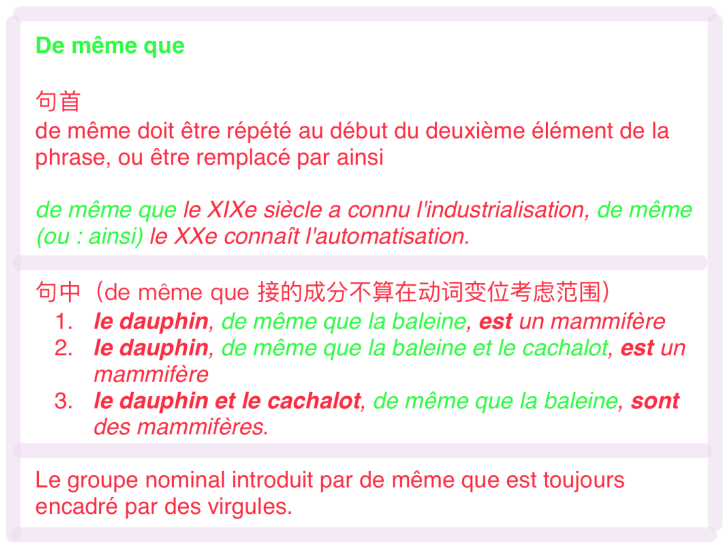 De même que
句首
de même doit être répété au début du deuxième élément de la
phrase, ou être remplacé par ainsi
de même que le XIXe siècle a connu l'industrialisation, de même
(ou : ainsi) le XXe connaît l'automatisation.
句中（de même que 接的成分不算在动词变位考虑范围）
1. le dauphin, de même que la baleine, est un mammifère
2. le dauphin, de même que la baleine et le cachalot, est un
mammifère
3. le dauphin et le cachalot, de même que la baleine, sont
des mammifères.
Le groupe nominal introduit par de même que est toujours
encadré par des virgules.